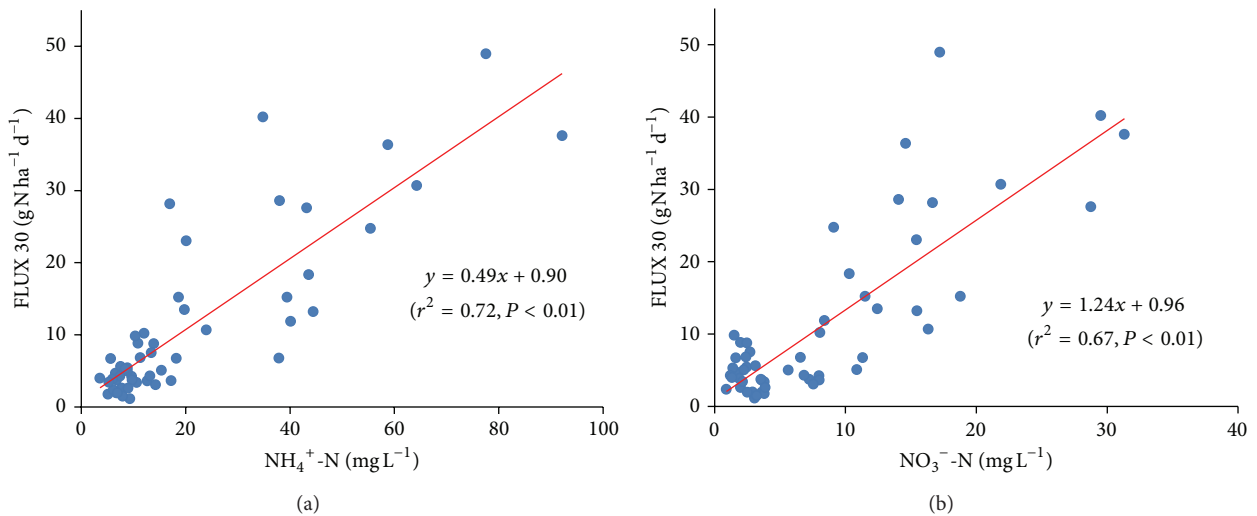 50
40
30
20
10
0
FLUX 30 (g N ha⁻¹ d⁻¹)
y = 0.49x + 0.90
(r² = 0.72, P < 0.01)
0 20 40 60 80 100
NH₄⁺-N (mg L⁻¹)
(a)
50
40
30
20
10
0
FLUX 30 (g N ha⁻¹ d⁻¹)
y = 1.24x + 0.96
(r² = 0.67, P < 0.01)
0 10 20 30 40
NO₃⁻-N (mg L⁻¹)
(b)